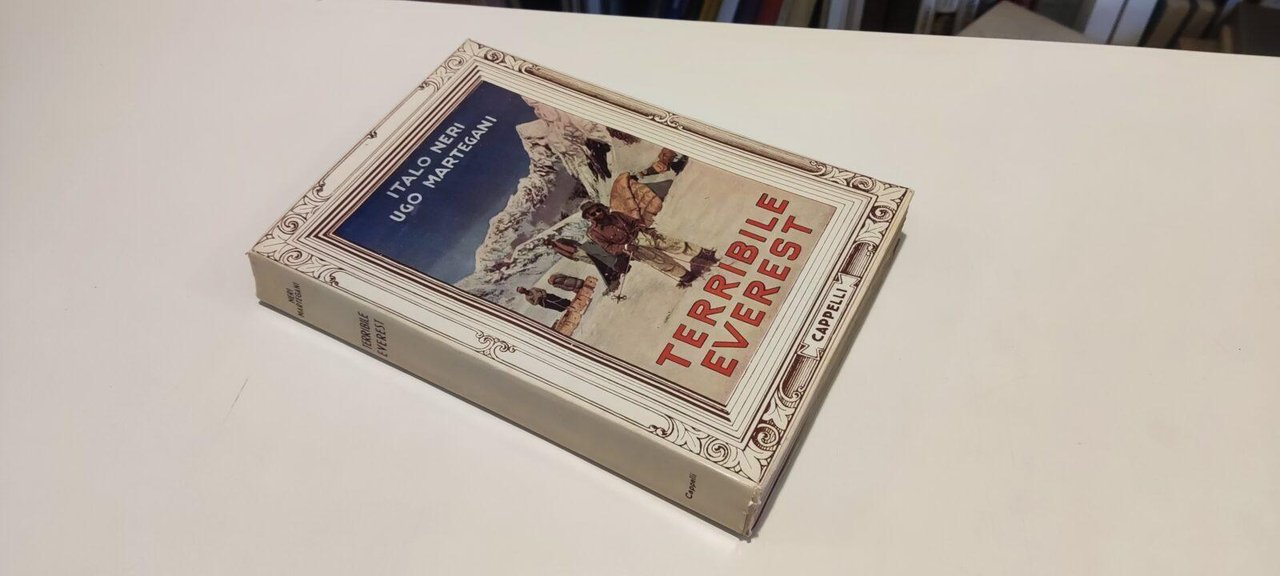 ITALO NERI
UGO MARTEGANI
TERRIBILE
EVEREST
CAPPELLI
NERI
MARTEGANI
TERRIBILE
EVEREST
Cappelli